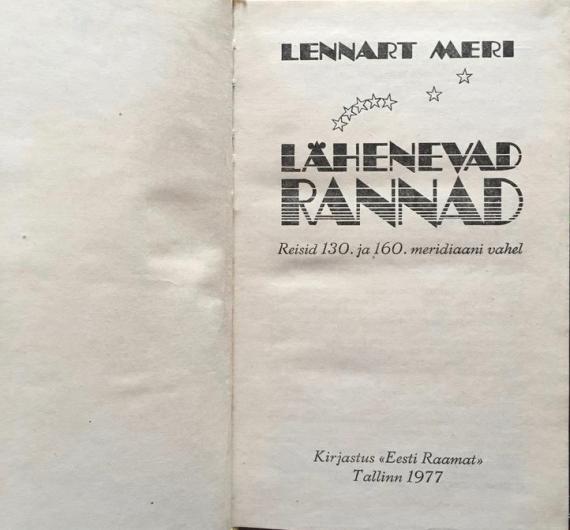 LENNART MERI
LÄHENEVAD
RANNAD
Reisid 130. ja 160. meridiaani vahel
Kirjastus «Eesti Raamat»
Tallinn 1977